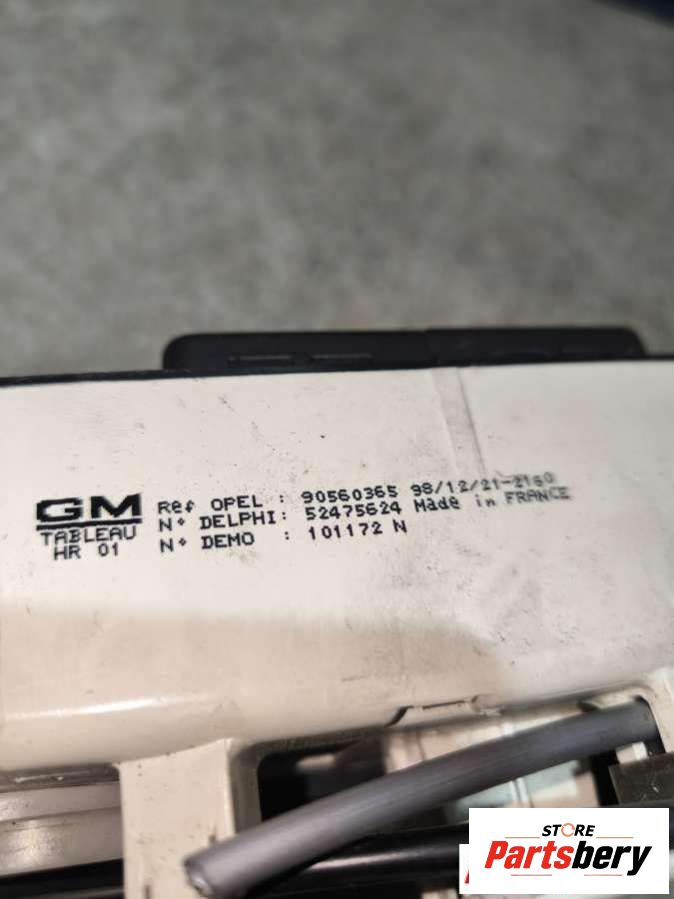 GM
TABLEAU
HR 01
Ref OPEL : 90560365 98/12/21-2160
N° DELPHI: 52475624 Made in FRANCE
N° DEMO : 101172 N
STORE
Partsbery